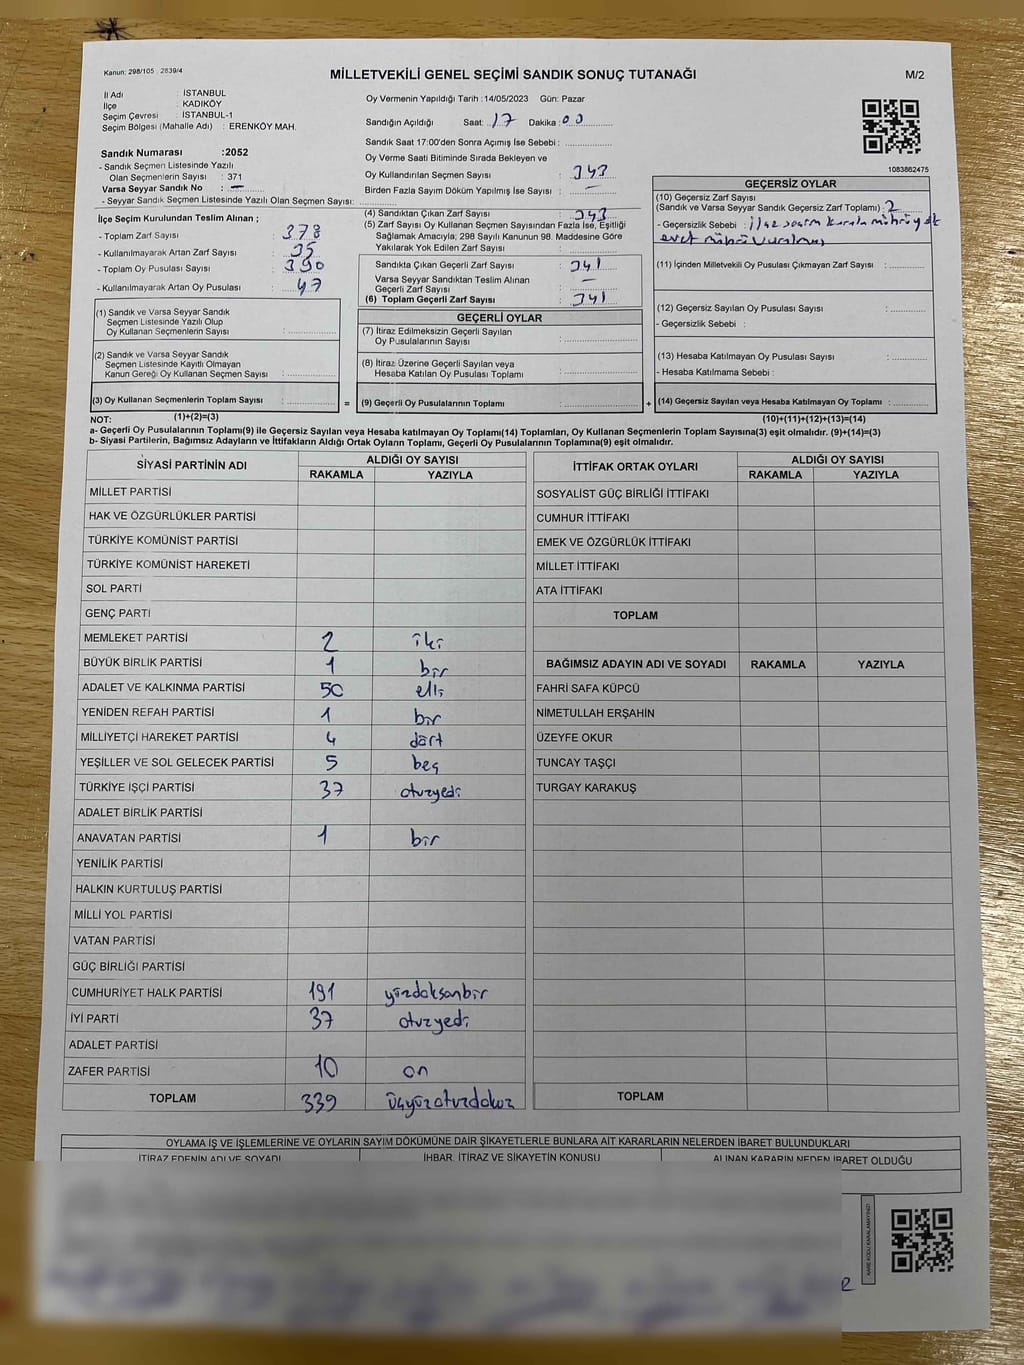 Kanun: 298/105 2839/4
MİLLETVEKİLİ GENEL SEÇİMİ SANDIK SONUÇ TUTANAĞI
M/2
İl Adı : İSTANBUL
İlçe : KADIKÖY
Seçim Çevresi : İSTANBUL-1
Seçim Bölgesi (Mahalle Adı) : ERENKÖY MAH.
Sandık Numarası :2052
- Sandık Seçmen Listesinde Yazılı
Olan Seçmenlerin Sayısı : 371
Varsa Seyyar Sandık No : —
- Seyyar Sandık Seçmen Listesinde Yazılı Olan Seçmen Sayısı:
Oy Vermenin Yapıldığı Tarih :14/05/2023 Gün: Pazar
Sandığın Açıldığı Saat: 17 Dakika: 00
Sandık Saat 17:00'den Sonra Açımış İse Sebebi :
Oy Verme Saati Bitiminde Sırada Bekleyen ve
Oy Kullandırılan Seçmen Sayısı : 343
Birden Fazla Sayım Döküm Yapılmış İse Sayısı : —
1083862475
İlçe Seçim Kurulundan Teslim Alınan ;
- Toplam Zarf Sayısı : 378
- Kullanılmayarak Artan Zarf Sayısı : 35
- Toplam Oy Pusulası Sayısı : 390
- Kullanılmayarak Artan Oy Pusulası : 47
(4) Sandıktan Çıkan Zarf Sayısı : 343
(5) Zarf Sayısı Oy Kullanan Seçmen Sayısından Fazla İse, Eşitliği
Sağlamak Amacıyla; 298 Sayılı Kanunun 98. Maddesine Göre
Yakılarak Yok Edilen Zarf Sayısı :
Sandıkta Çıkan Geçerli Zarf Sayısı : 341
Varsa Seyyar Sandıktan Teslim Alınan
Geçerli Zarf Sayısı : —
(6) Toplam Geçerli Zarf Sayısı : 341
GEÇERSİZ OYLAR
(10) Geçersiz Zarf Sayısı
(Sandık ve Varsa Seyyar Sandık Geçersiz Zarf Toplamı) : 2
- Geçersizlik Sebebi : ilçe seçim kurulu mührü yok
evet mührü vurulmuş
(11) İçinden Milletvekili Oy Pusulası Çıkmayan Zarf Sayısı :
(12) Geçersiz Sayılan Oy Pusulası Sayısı :
- Geçersizlik Sebebi :
(13) Hesaba Katılmayan Oy Pusulası Sayısı :
- Hesaba Katılmama Sebebi :
(14) Geçersiz Sayılan veya Hesaba Katılmayan Oy Toplamı :
(1) Sandık ve Varsa Seyyar Sandık
Seçmen Listesinde Yazılı Olup
Oy Kullanan Seçmenlerin Sayısı :
(2) Sandık ve Varsa Seyyar Sandık
Seçmen Listesinde Kayıtlı Olmayan
Kanun Gereği Oy Kullanan Seçmen Sayısı :
(3) Oy Kullanan Seçmenlerin Toplam Sayısı : =
GEÇERLİ OYLAR
(7) İtiraz Edilmeksizin Geçerli Sayılan
Oy Pusulalarının Sayısı :
(8) İtiraz Üzerine Geçerli Sayılan veya
Hesaba Katılan Oy Pusulası Toplamı :
(9) Geçerli Oy Pusulalarının Toplamı : +
NOT: (1)+(2)=(3) (10)+(11)+(12)+(13)=(14)
a- Geçerli Oy Pusulalarının Toplamı(9) ile Geçersiz Sayılan veya Hesaba katılmayan Oy Toplamı(14) Toplamları, Oy Kullanan Seçmenlerin Toplam Sayısına(3) eşit olmalıdır. (9)+(14)=(3)
b- Siyasi Partilerin, Bağımsız Adayların ve İttifakların Aldığı Ortak Oyların Toplamı, Geçerli Oy Pusulalarının Toplamına(9) eşit olmalıdır.
SİYASİ PARTİNİN ADI ALDIĞI OY SAYISI
RAKAMLA YAZIYLA
MİLLET PARTİSİ
HAK VE ÖZGÜRLÜKLER PARTİSİ
TÜRKİYE KOMÜNİST PARTİSİ
TÜRKİYE KOMÜNİST HAREKETİ
SOL PARTİ
GENÇ PARTİ
MEMLEKET PARTİSİ 2 iki
BÜYÜK BİRLİK PARTİSİ 1 bir
ADALET VE KALKINMA PARTİSİ 50 elli
YENİDEN REFAH PARTİSİ 1 bir
MİLLİYETÇİ HAREKET PARTİSİ 4 dört
YEŞİLLER VE SOL GELECEK PARTİSİ 5 beş
TÜRKİYE İŞÇİ PARTİSİ 37 otuzyedi
ADALET BİRLİK PARTİSİ
ANAVATAN PARTİSİ 1 bir
YENİLİK PARTİSİ
HALKIN KURTULUŞ PARTİSİ
MİLLİ YOL PARTİSİ
VATAN PARTİSİ
GÜÇ BİRLİĞİ PARTİSİ
CUMHURİYET HALK PARTİSİ 191 yüzdoksanbir
İYİ PARTİ 37 otuzyedi
ADALET PARTİSİ
ZAFER PARTİSİ 10 on
TOPLAM 339 üçyüzotuzdokuz
İTTİFAK ORTAK OYLARI ALDIĞI OY SAYISI
RAKAMLA YAZIYLA
SOSYALİST GÜÇ BİRLİĞİ İTTİFAKI
CUMHUR İTTİFAKI
EMEK VE ÖZGÜRLÜK İTTİFAKI
MİLLET İTTİFAKI
ATA İTTİFAKI
TOPLAM
BAĞIMSIZ ADAYIN ADI VE SOYADI RAKAMLA YAZIYLA
FAHRİ SAFA KÜPCÜ
NİMETULLAH ERŞAHİN
ÜZEYFE OKUR
TUNCAY TAŞÇI
TURGAY KARAKUŞ
TOPLAM
OYLAMA İŞ VE İŞLEMLERİNE VE OYLARIN SAYIM DÖKÜMÜNE DAİR ŞİKAYETLERLE BUNLARA AİT KARARLARIN NELERDEN İBARET BULUNDUKLARI
İTİRAZ EDENİN ADI VE SOYADI İHBAR, İTİRAZ VE ŞİKAYETİN KONUSU ALINAN KARARIN NEDEN İBARET OLDUĞU
KARE KODU KARALAMAYINIZ!